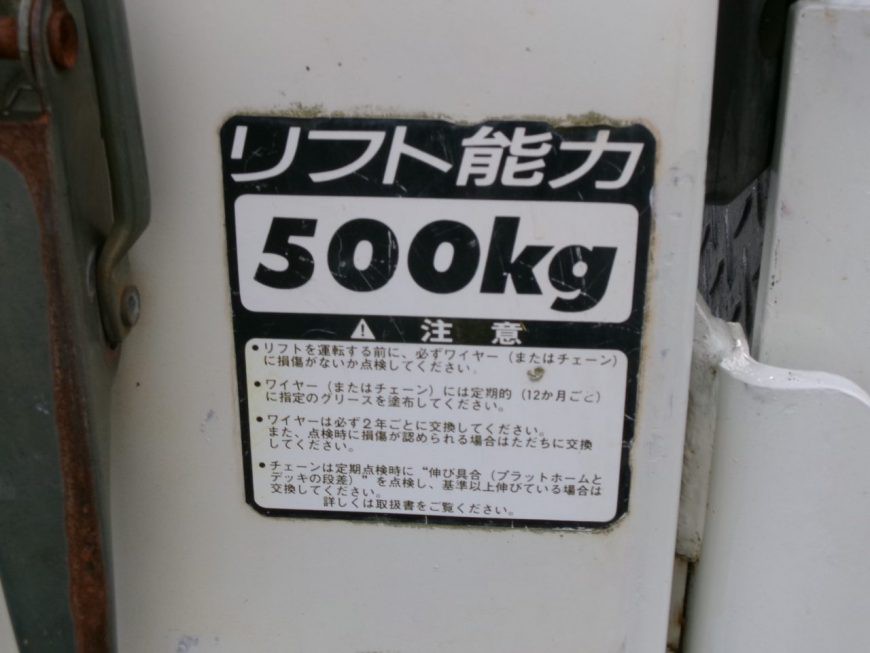 リフト能力
500kg
⚠ 注意
・リフトを運転する前に、必ずワイヤー（またはチェーン）
に損傷がないか点検してください。
・ワイヤー（またはチェーン）には定期的（12か月ごと）
に指定のグリースを塗布してください。
・ワイヤーは必ず２年ごとに交換してください。
また、点検時に損傷が認められる場合はただちに交換
してください。
・チェーンは定期点検時に“伸び具合（プラットホームと
デッキの段差）”を点検し、基準以上伸びている場合は
交換してください。
詳しくは取扱書をご覧ください。